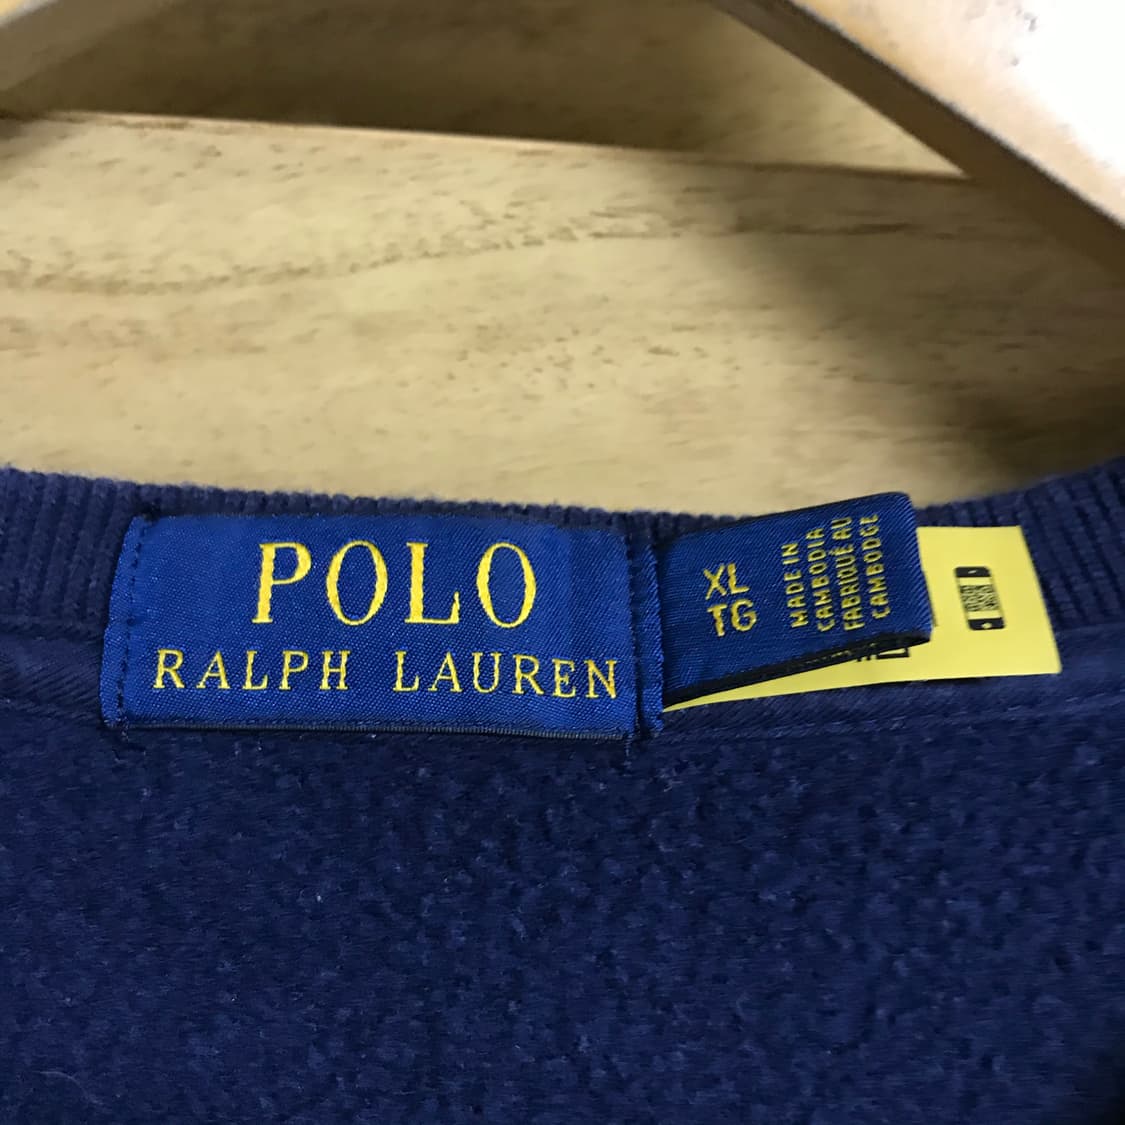 POLO
RALPH LAUREN
XL
TG
MADE IN
CAMBODIA
FABRIQUÉ AU
CAMBODGE